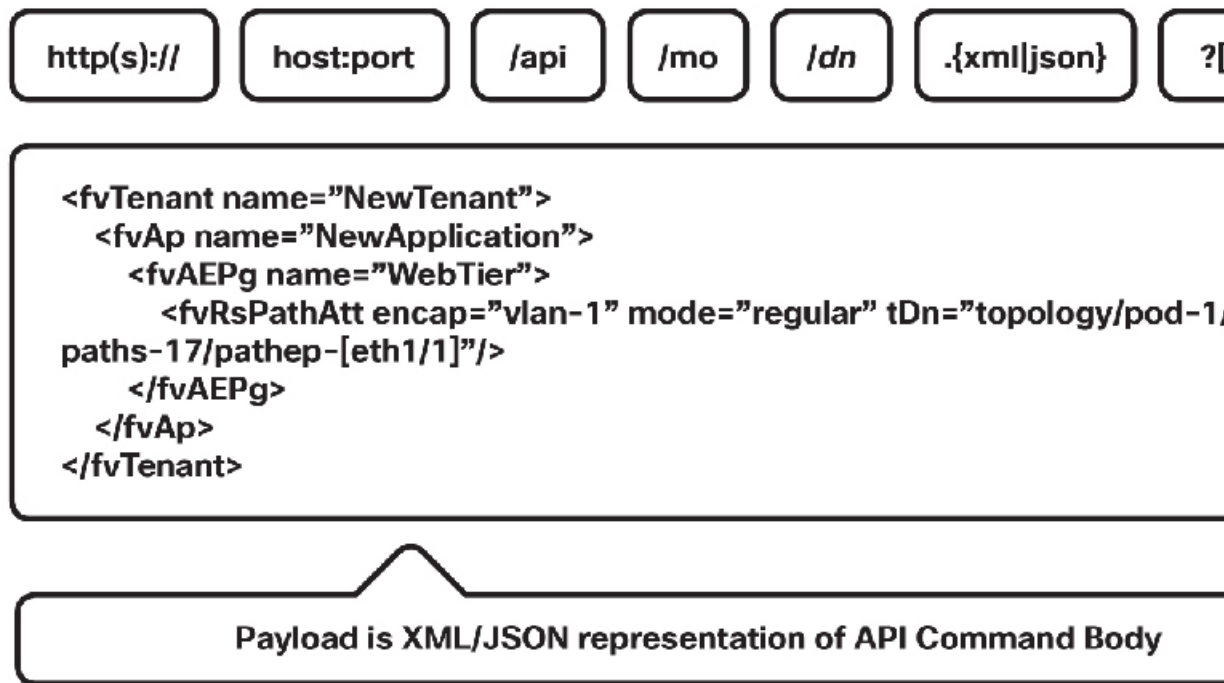 http(s):// host:port /api /mo /dn .{xml|json} ?[
<fvTenant name=”NewTenant”>
<fvAp name=”NewApplication”>
<fvAEPg name=”WebTier”>
<fvRsPathAtt encap=”vlan-1” mode=”regular” tDn=”topology/pod-1/
paths-17/pathep-[eth1/1]”/>
</fvAEPg>
</fvAp>
</fvTenant>
Payload is XML/JSON representation of API Command Body